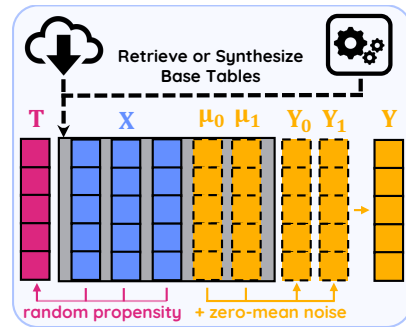 Retrieve or Synthesize
Base Tables
T X μ₀ μ₁ Y₀ Y₁ Y
random propensity + zero-mean noise